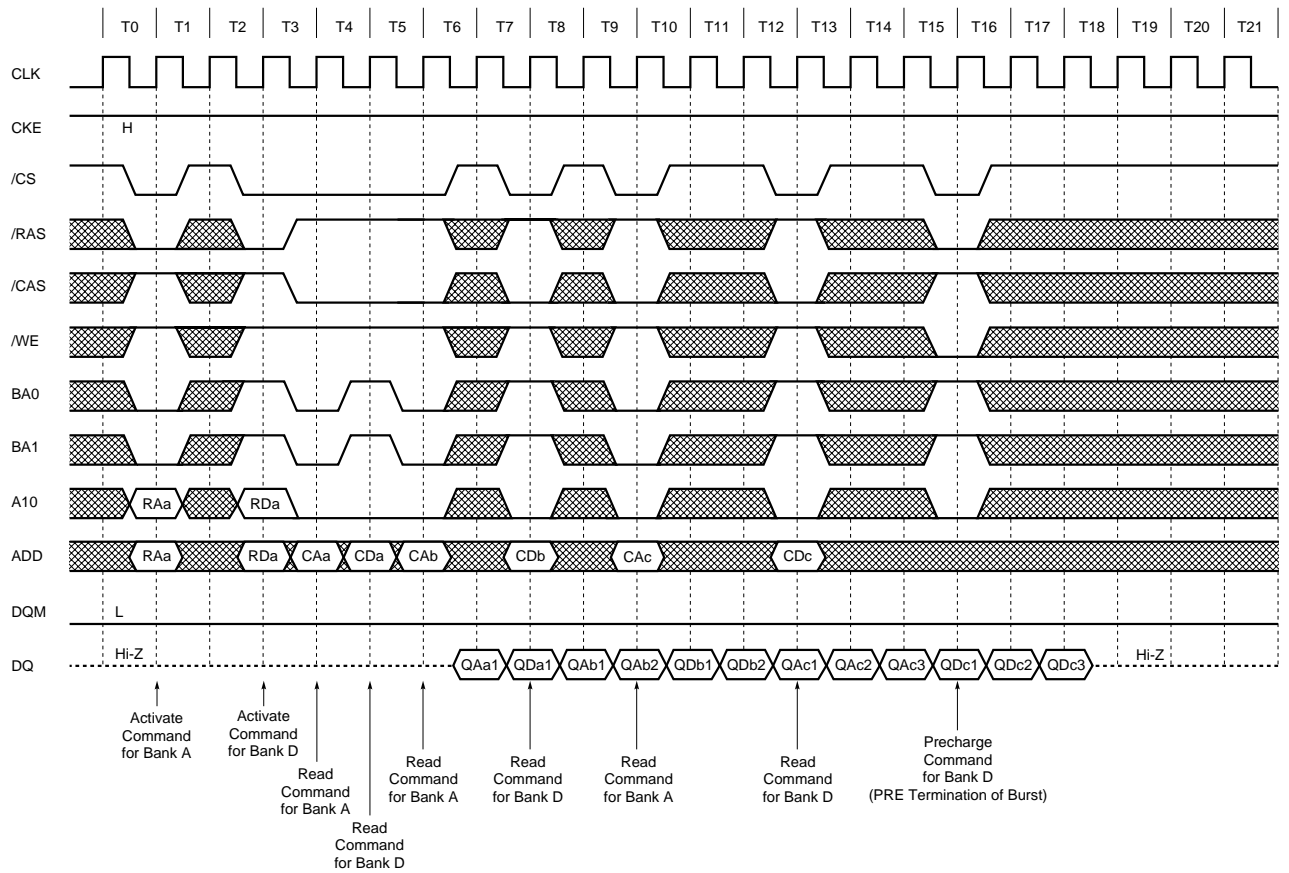 T0 T1 T2 T3 T4 T5 T6 T7 T8 T9 T10 T11 T12 T13 T14 T15 T16 T17 T18 T19 T20 T21
CLK
CKE H
/CS
/RAS
/CAS
/WE
BA0
BA1
A10 RAa RDa
ADD RAa RDa CAa CDa CAb CDb CAc CDc
DQM L
DQ Hi-Z QAa1 QDa1 QAb1 QAb2 QDb1 QDb2 QAc1 QAc2 QAc3 QDc1 QDc2 QDc3 Hi-Z
Activate
Command
for Bank A
Activate
Command
for Bank D
Read
Command
for Bank A
Read
Command
for Bank D
Read
Command
for Bank A
Read
Command
for Bank D
Read
Command
for Bank A
Read
Command
for Bank D
Precharge
Command
for Bank D
(PRE Termination of Burst)